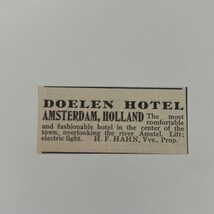 DOELEN HOTEL
AMSTERDAM, HOLLAND The most comfortable
and fashionable hotel in the center of the
town, overlooking the river Amstel. Lift;
electric light. H. F. HAHN, Vve., Prop.